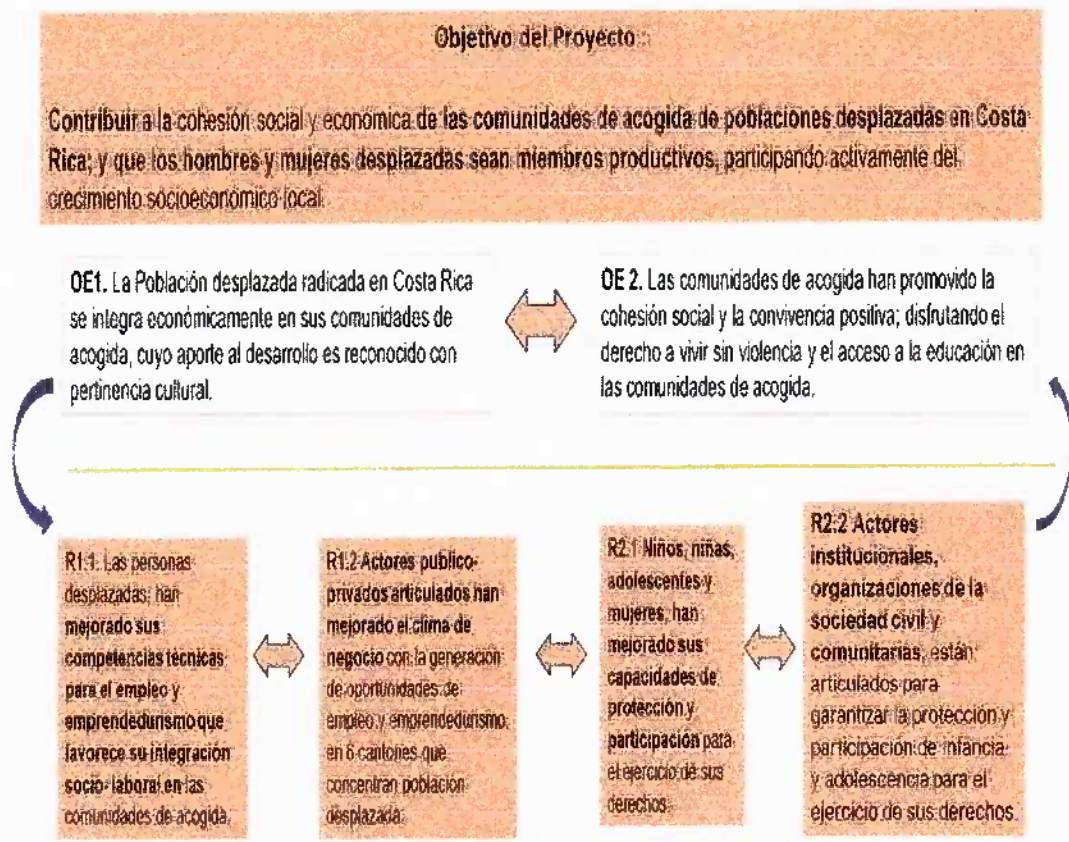 Objetivo del Proyecto:
Contribuir a la cohesión social y económica de las comunidades de acogida de poblaciones desplazadas en Costa
Rica; y que los hombres y mujeres desplazadas sean miembros productivos, participando activamente del
crecimiento socioeconómico local.
OE1. La Población desplazada radicada en Costa Rica
se integra económicamente en sus comunidades de
acogida, cuyo aporte al desarrollo es reconocido con
pertinencia cultural.
OE 2. Las comunidades de acogida han promovido la
cohesión social y la convivencia positiva; disfrutando el
derecho a vivir sin violencia y el acceso a la educación en
las comunidades de acogida.
R1.1. Las personas
desplazadas, han
mejorado sus
competencias técnicas
para el empleo y
emprendedurismo que
favorece su integración
socio-laboral en las
comunidades de acogida.
R1.2 Actores publico-
privados articulados han
mejorado el clima de
negocio con la generación
de oportunidades de
empleo y emprendedurismo
en 6 cantones que
concentran población
desplazada.
R2.1 Niños, niñas,
adolescentes y
mujeres, han
mejorado sus
capacidades de
protección y
participación para
el ejercicio de sus
derechos.
R2.2 Actores
institucionales,
organizaciones de la
sociedad civil y
comunitarias, están
articulados para
garantizar la protección y
participación de infancia
y adolescencia para el
ejercicio de sus derechos.